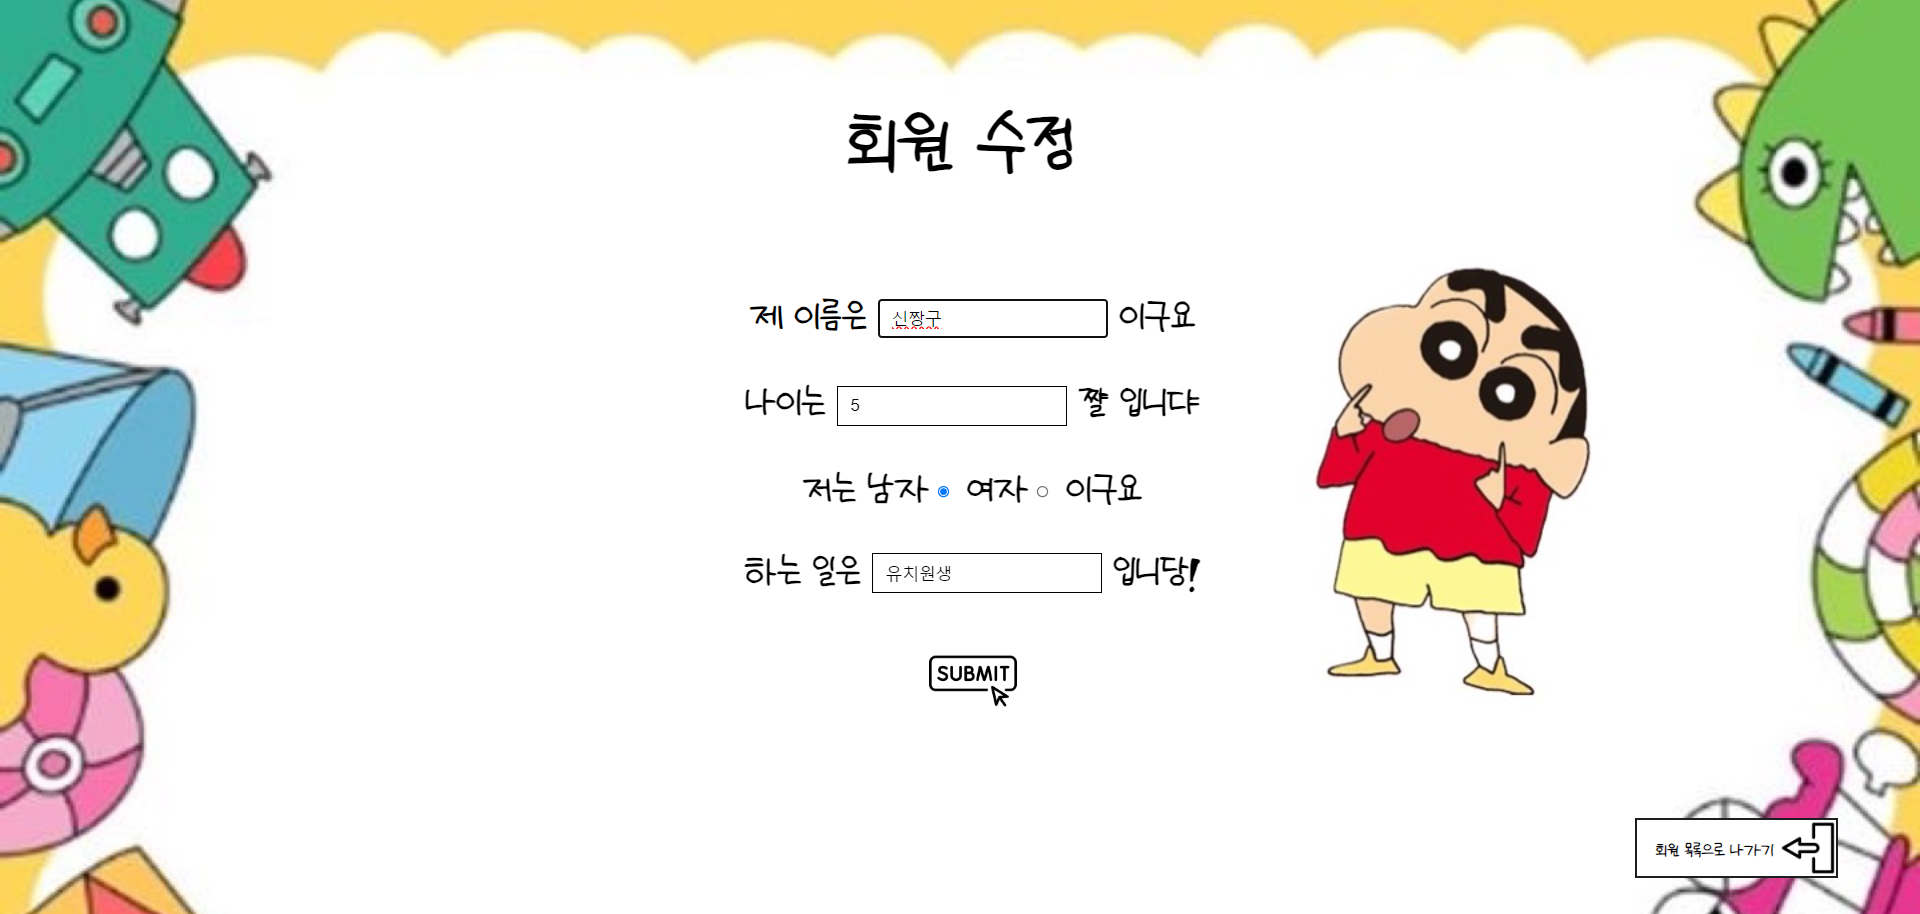 회원 수정
제 이름은 신짱구 이구요
나이는 5 쨜 입니댜
저는 남자 여자 이구요
하는 일은 유치원생 입니당!
SUBMIT
회원 목록으로 나가기